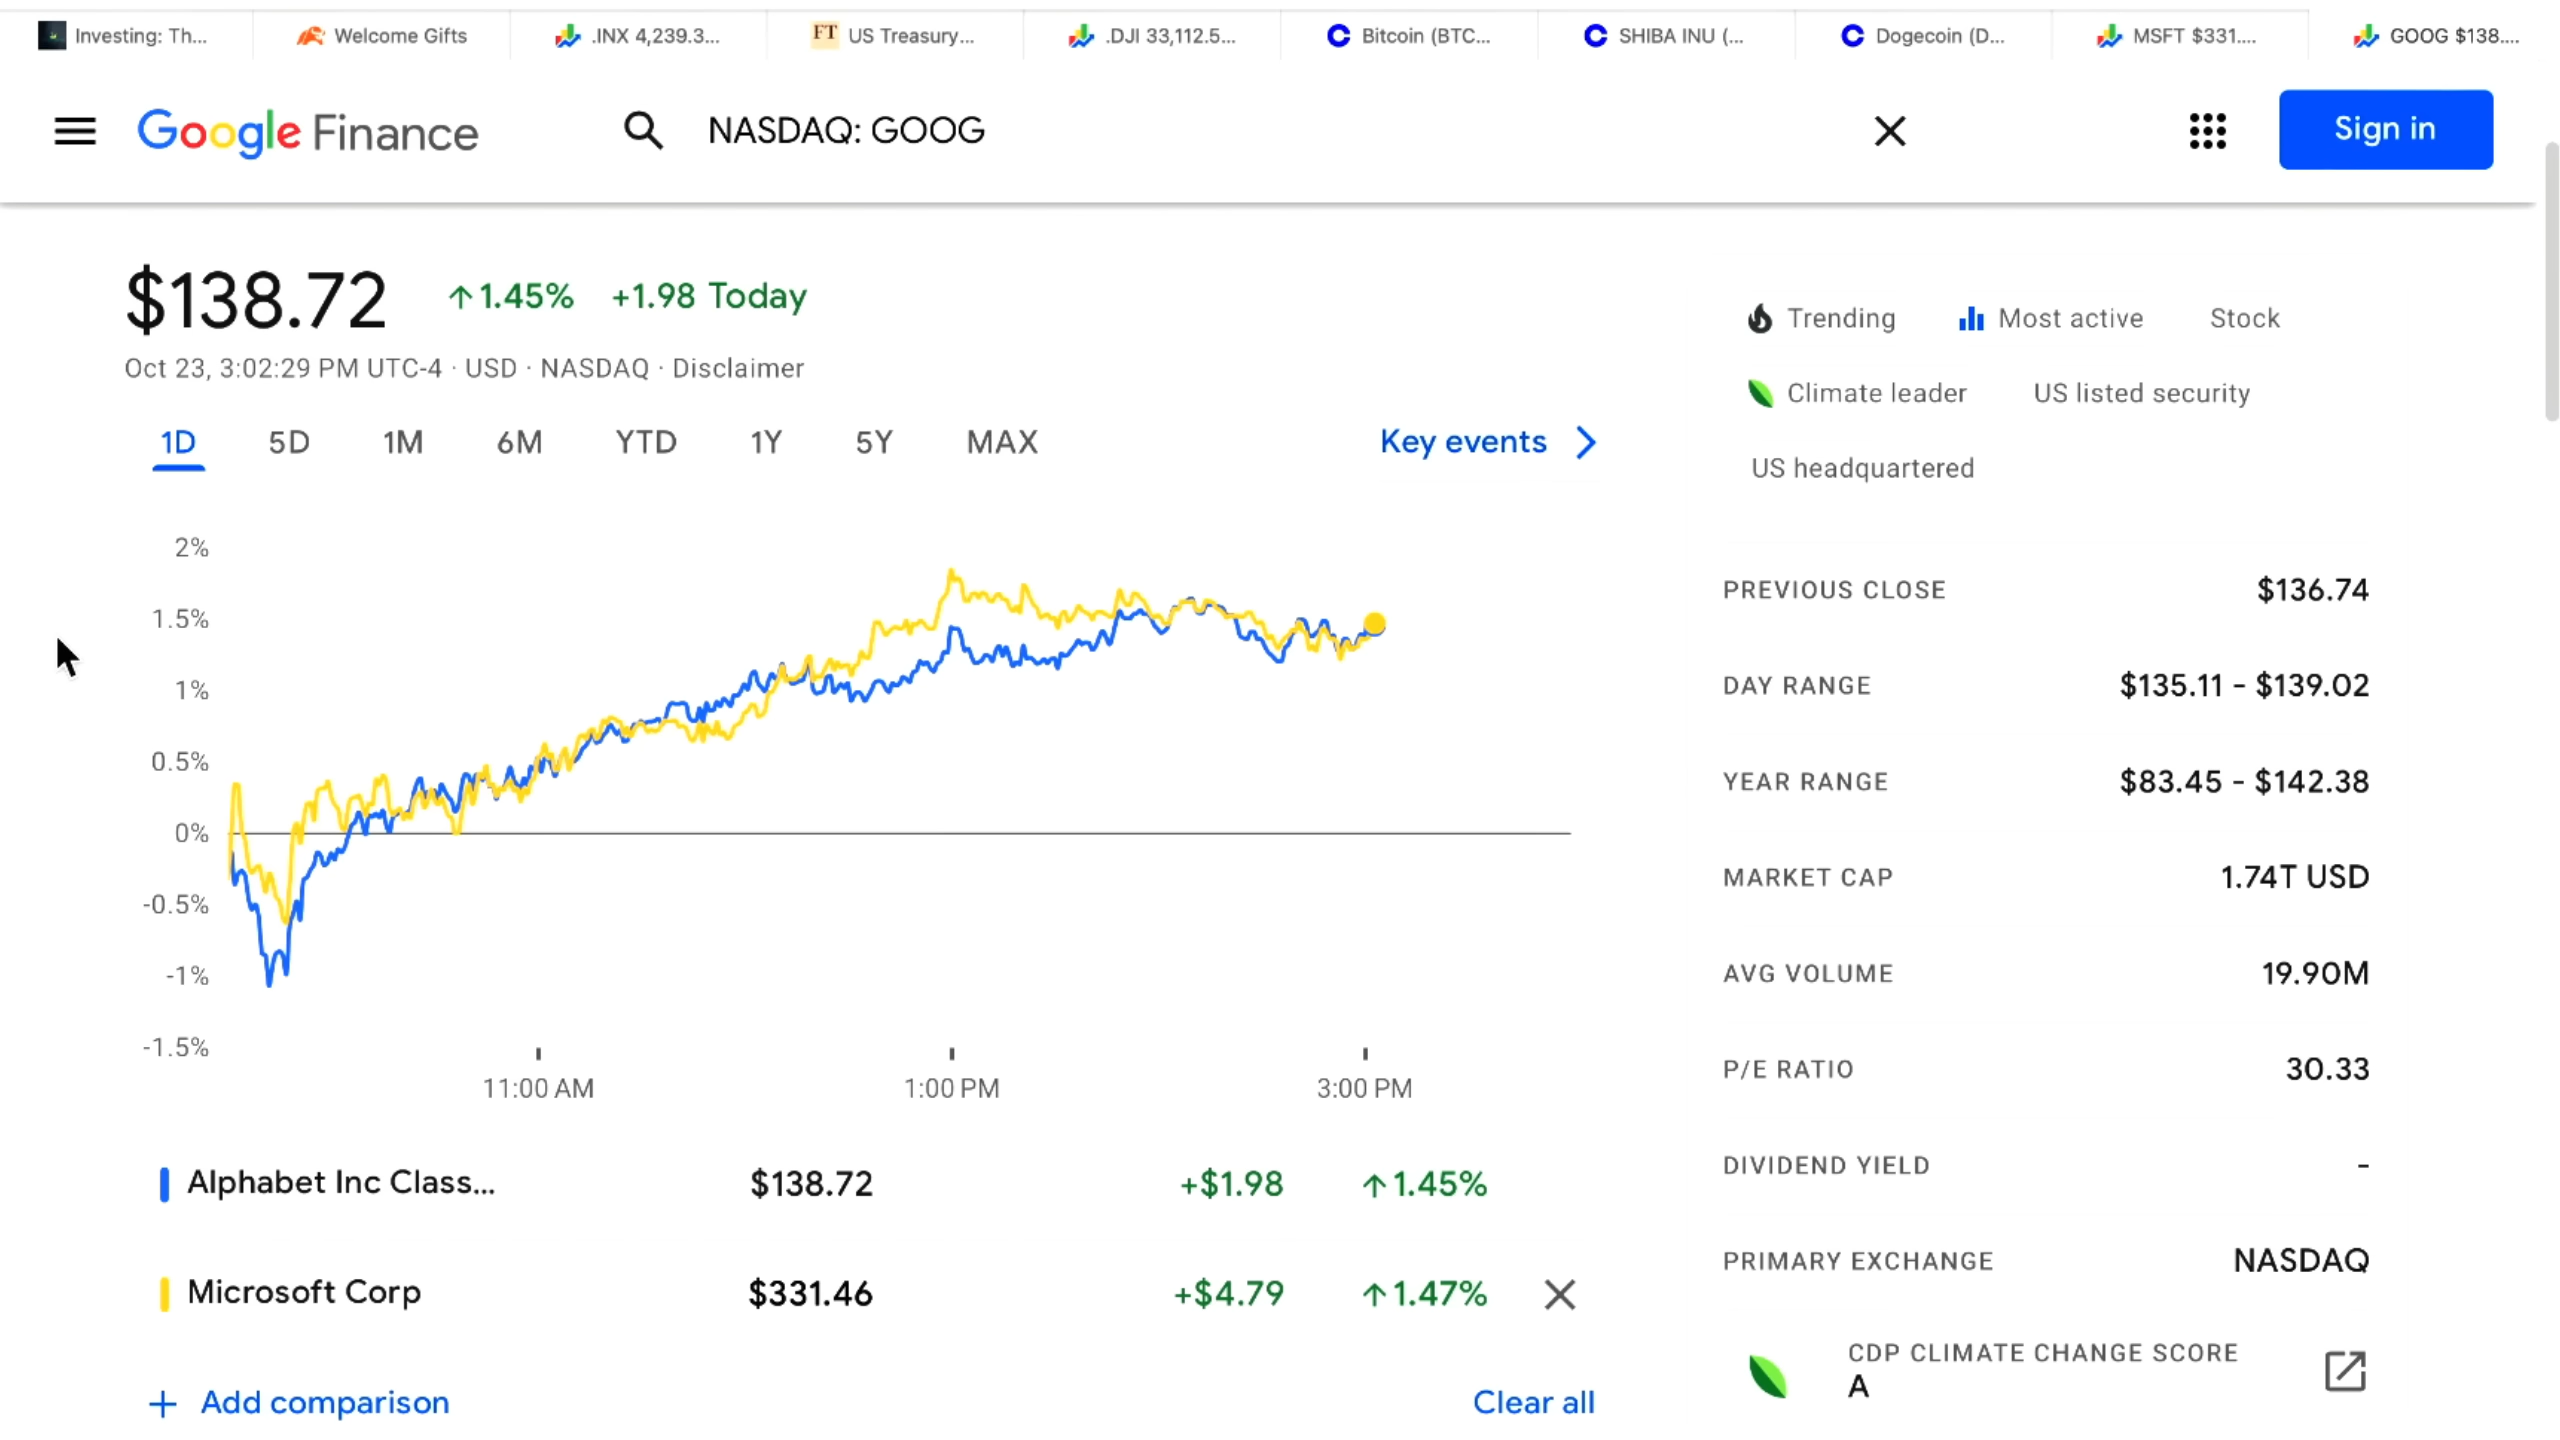 Investing: Th...
Welcome Gifts
.INX 4,239.3...
FT US Treasury...
.DJI 33,112.5...
Bitcoin (BTC...
SHIBA INU (...
Dogecoin (D...
MSFT $331....
GOOG $138....
Google Finance
NASDAQ: GOOG
Sign in
$138.72 ↑1.45% +1.98 Today
Oct 23, 3:02:29 PM UTC-4 · USD · NASDAQ · Disclaimer
1D 5D 1M 6M YTD 1Y 5Y MAX
Key events
2%
1.5%
1%
0.5%
0%
-0.5%
-1%
-1.5%
11:00 AM 1:00 PM 3:00 PM
Alphabet Inc Class... $138.72 +$1.98 ↑1.45%
Microsoft Corp $331.46 +$4.79 ↑1.47%
+ Add comparison
Clear all
Trending Most active Stock
Climate leader US listed security
US headquartered
PREVIOUS CLOSE $136.74
DAY RANGE $135.11 - $139.02
YEAR RANGE $83.45 - $142.38
MARKET CAP 1.74T USD
AVG VOLUME 19.90M
P/E RATIO 30.33
DIVIDEND YIELD -
PRIMARY EXCHANGE NASDAQ
CDP CLIMATE CHANGE SCORE
A